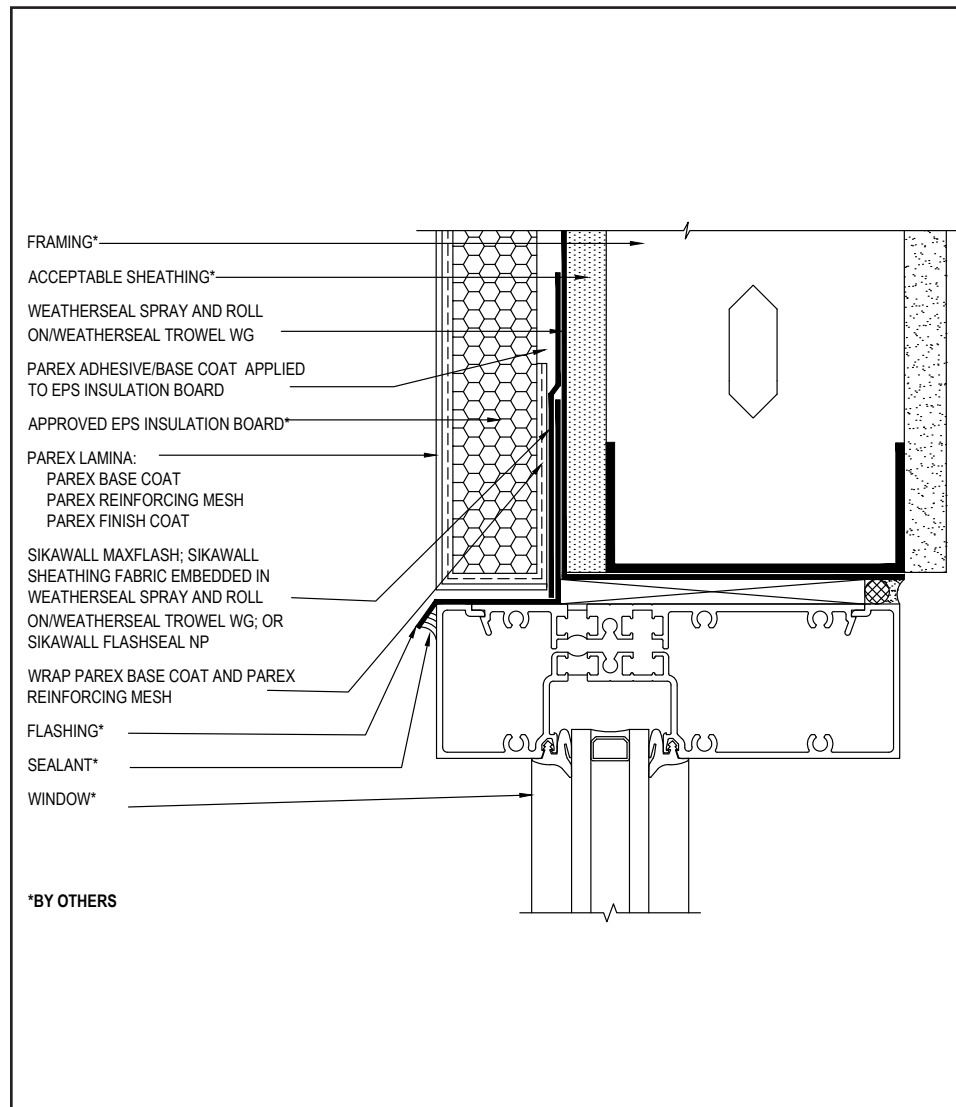 FRAMING*
ACCEPTABLE SHEATHING*
WEATHERSEAL SPRAY AND ROLL
ON/WEATHERSEAL TROWEL WG
PAREX ADHESIVE/BASE COAT APPLIED
TO EPS INSULATION BOARD
APPROVED EPS INSULATION BOARD*
PAREX LAMINA:
PAREX BASE COAT
PAREX REINFORCING MESH
PAREX FINISH COAT
SIKAWALL MAXFLASH; SIKAWALL
SHEATHING FABRIC EMBEDDED IN
WEATHERSEAL SPRAY AND ROLL
ON/WEATHERSEAL TROWEL WG; OR
SIKAWALL FLASHSEAL NP
WRAP PAREX BASE COAT AND PAREX
REINFORCING MESH
FLASHING*
SEALANT*
WINDOW*
*BY OTHERS